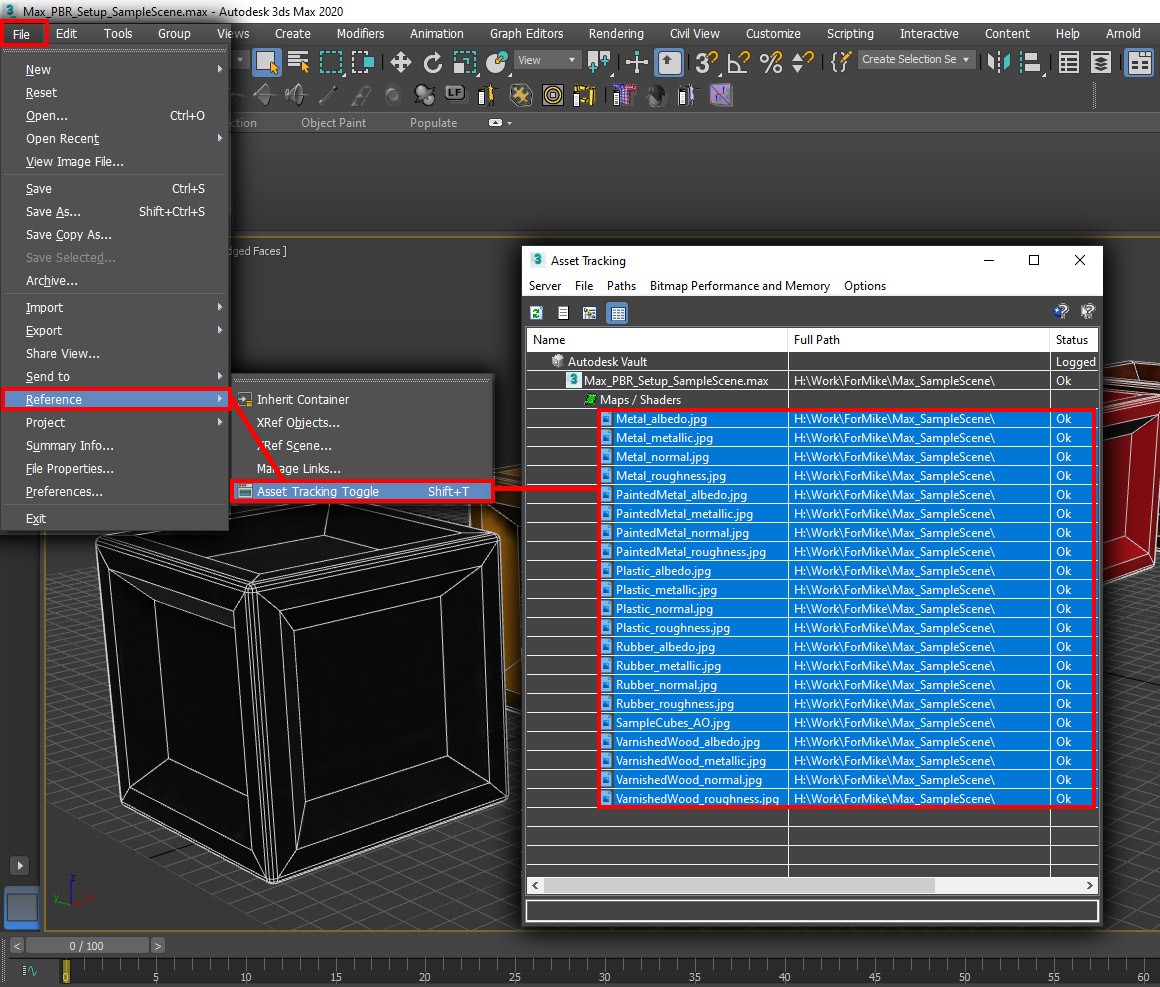 Max_PBR_Setup_SampleScene.max - Autodesk 3ds Max 2020
File Edit Tools Group Views Create Modifiers Animation Graph Editors Rendering Civil View Customize Scripting Interactive Content Help Arnold
View
Create Selection Se
LF
Object Paint Populate
New
Reset
Open... Ctrl+O
Open Recent
View Image File...
Save Ctrl+S
Save As... Shift+Ctrl+S
Save Copy As...
Save Selected...
Archive...
Import
Export
Share View...
Send to
Reference
Project
Summary Info...
File Properties...
Preferences...
Exit
dged Faces ]
Inherit Container
XRef Objects...
XRef Scene...
Manage Links...
Asset Tracking Toggle Shift+T
Asset Tracking
Server File Paths Bitmap Performance and Memory Options
Name Full Path Status
Autodesk Vault Logged
Max_PBR_Setup_SampleScene.max H:\Work\ForMike\Max_SampleScene\ Ok
Maps / Shaders
Metal_albedo.jpg H:\Work\ForMike\Max_SampleScene\ Ok
Metal_metallic.jpg H:\Work\ForMike\Max_SampleScene\ Ok
Metal_normal.jpg H:\Work\ForMike\Max_SampleScene\ Ok
Metal_roughness.jpg H:\Work\ForMike\Max_SampleScene\ Ok
PaintedMetal_albedo.jpg H:\Work\ForMike\Max_SampleScene\ Ok
PaintedMetal_metallic.jpg H:\Work\ForMike\Max_SampleScene\ Ok
PaintedMetal_normal.jpg H:\Work\ForMike\Max_SampleScene\ Ok
PaintedMetal_roughness.jpg H:\Work\ForMike\Max_SampleScene\ Ok
Plastic_albedo.jpg H:\Work\ForMike\Max_SampleScene\ Ok
Plastic_metallic.jpg H:\Work\ForMike\Max_SampleScene\ Ok
Plastic_normal.jpg H:\Work\ForMike\Max_SampleScene\ Ok
Plastic_roughness.jpg H:\Work\ForMike\Max_SampleScene\ Ok
Rubber_albedo.jpg H:\Work\ForMike\Max_SampleScene\ Ok
Rubber_metallic.jpg H:\Work\ForMike\Max_SampleScene\ Ok
Rubber_normal.jpg H:\Work\ForMike\Max_SampleScene\ Ok
Rubber_roughness.jpg H:\Work\ForMike\Max_SampleScene\ Ok
SampleCubes_AO.jpg H:\Work\ForMike\Max_SampleScene\ Ok
VarnishedWood_albedo.jpg H:\Work\ForMike\Max_SampleScene\ Ok
VarnishedWood_metallic.jpg H:\Work\ForMike\Max_SampleScene\ Ok
VarnishedWood_normal.jpg H:\Work\ForMike\Max_SampleScene\ Ok
VarnishedWood_roughness.jpg H:\Work\ForMike\Max_SampleScene\ Ok
z
y x
0 / 100
0 5 10 15 20 25 30 35 40 45 50 55 60